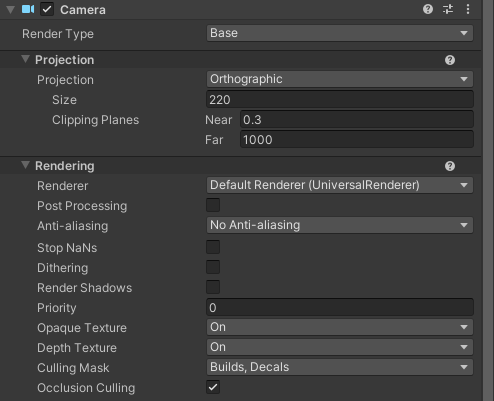 Camera
Render Type Base
Projection
Projection Orthographic
Size 220
Clipping Planes Near 0.3
Far 1000
Rendering
Renderer Default Renderer (UniversalRenderer)
Post Processing
Anti-aliasing No Anti-aliasing
Stop NaNs
Dithering
Render Shadows
Priority 0
Opaque Texture On
Depth Texture On
Culling Mask Builds, Decals
Occlusion Culling